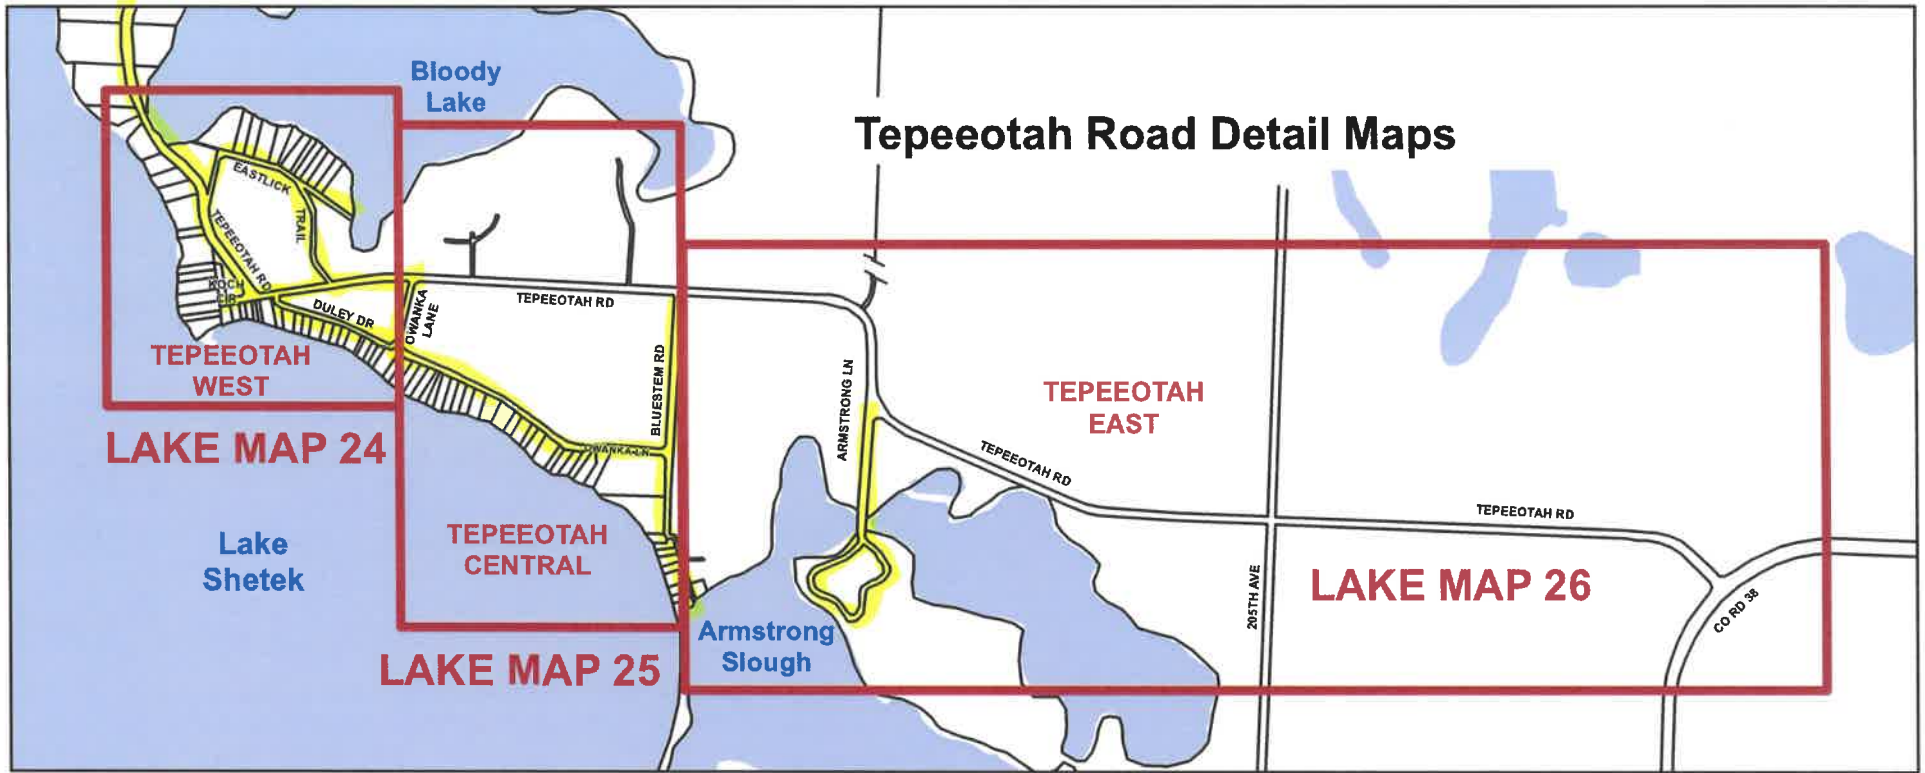 Bloody
Lake
Tepeeotah Road Detail Maps
EASTLICK
TRAIL
TEPEEOTAH RD
KOCH
CIR
DULEY DR
OWANKA
LANE
TEPEEOTAH RD
TEPEEOTAH
WEST
BLUESTEM RD
ARMSTRONG LN
TEPEEOTAH
EAST
LAKE MAP 24
OWANKA LN
TEPEEOTAH RD
TEPEEOTAH RD
Lake
Shetek
TEPEEOTAH
CENTRAL
205TH AVE
LAKE MAP 26
CO RD 38
Armstrong
Slough
LAKE MAP 25